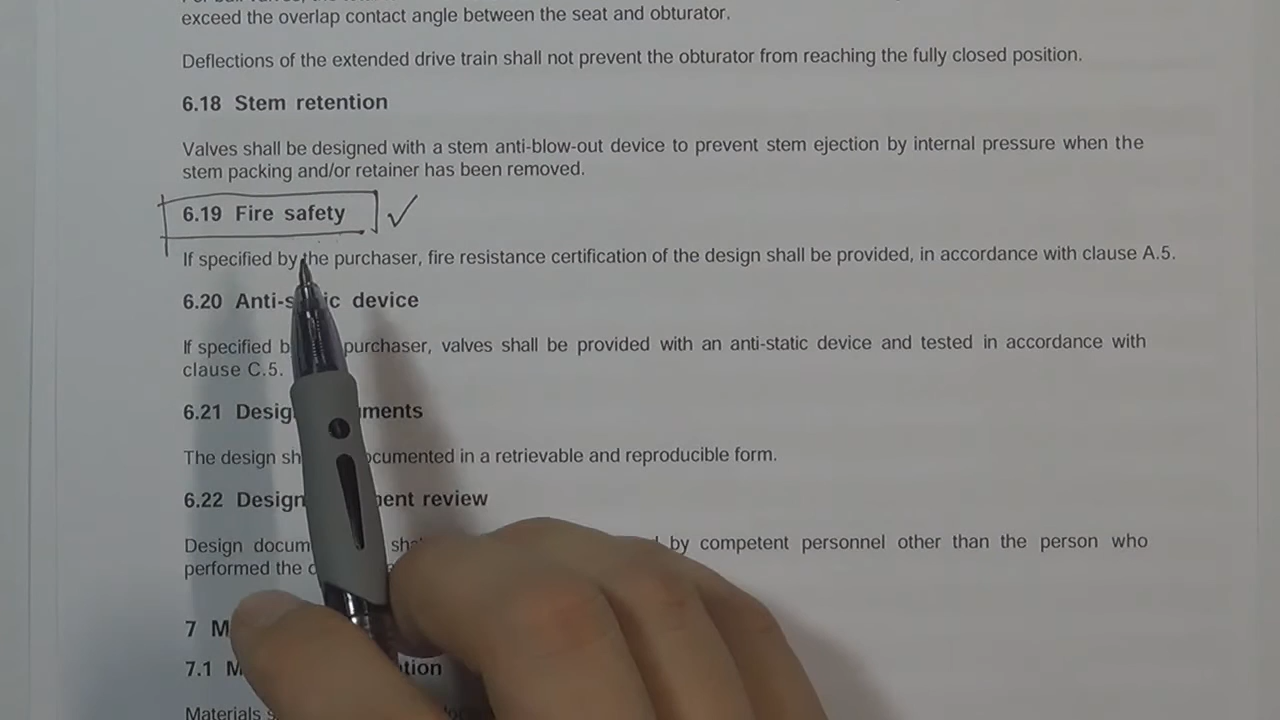 exceed the overlap contact angle between the seat and obturator.
Deflections of the extended drive train shall not prevent the obturator from reaching the fully closed position.
6.18 Stem retention
Valves shall be designed with a stem anti-blow-out device to prevent stem ejection by internal pressure when the
stem packing and/or retainer has been removed.
6.19 Fire safety
If specified by the purchaser, fire resistance certification of the design shall be provided, in accordance with clause A.5.
6.20 device
If specified purchaser, valves shall be provided with an anti-static device and tested in accordance with
clause C.5.
6.21
The design documented in a retrievable and reproducible form.
6.22 Design review
Design by competent personnel other than the person who
performed the
7
7.1
Materials